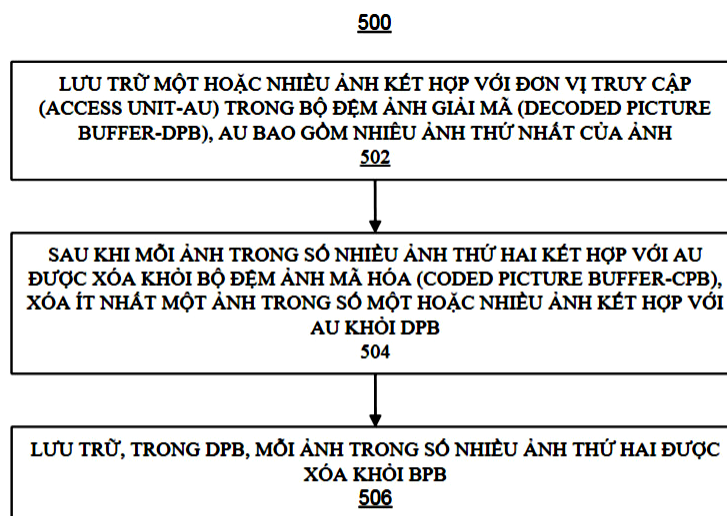 500
LƯU TRỮ MỘT HOẶC NHIỀU ẢNH KẾT HỢP VỚI ĐƠN VỊ TRUY CẬP
(ACCESS UNIT-AU) TRONG BỘ ĐỆM ẢNH GIẢI MÃ (DECODED PICTURE
BUFFER-DPB), AU BAO GỒM NHIỀU ẢNH THỨ NHẤT CỦA ẢNH
502
SAU KHI MỖI ẢNH TRONG SỐ NHIỀU ẢNH THỨ HAI KẾT HỢP VỚI AU
ĐƯỢC XÓA KHỎI BỘ ĐỆM ẢNH MÃ HÓA (CODED PICTURE BUFFER-CPB),
XÓA ÍT NHẤT MỘT ẢNH TRONG SỐ MỘT HOẶC NHIỀU ẢNH KẾT HỢP VỚI
AU KHỎI DPB
504
LƯU TRỮ, TRONG DPB, MỖI ẢNH TRONG SỐ NHIỀU ẢNH THỨ HAI ĐƯỢC
XÓA KHỎI BPB
506